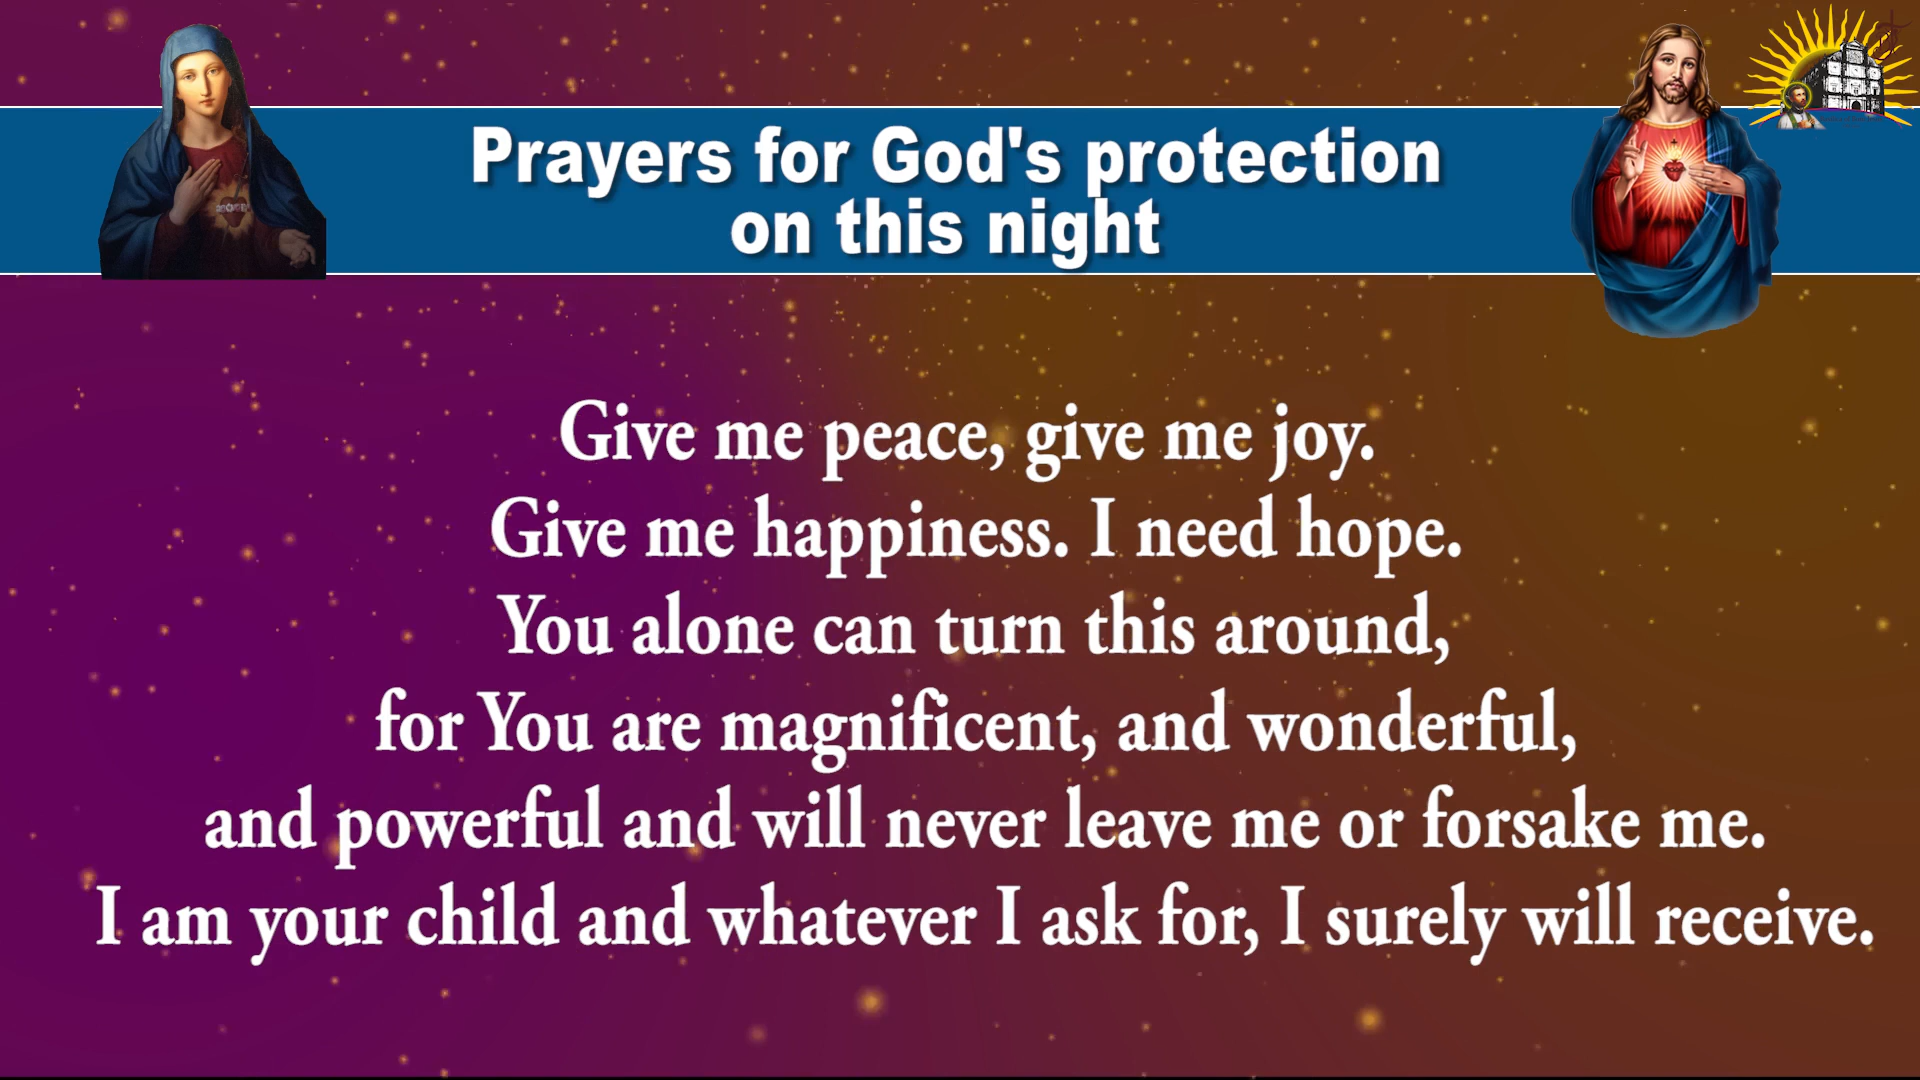 Prayers for God's protection
on this night
Give me peace, give me joy.
Give me happiness. I need hope.
You alone can turn this around,
for You are magnificent, and wonderful,
and powerful and will never leave me or forsake me.
I am your child and whatever I ask for, I surely will receive.